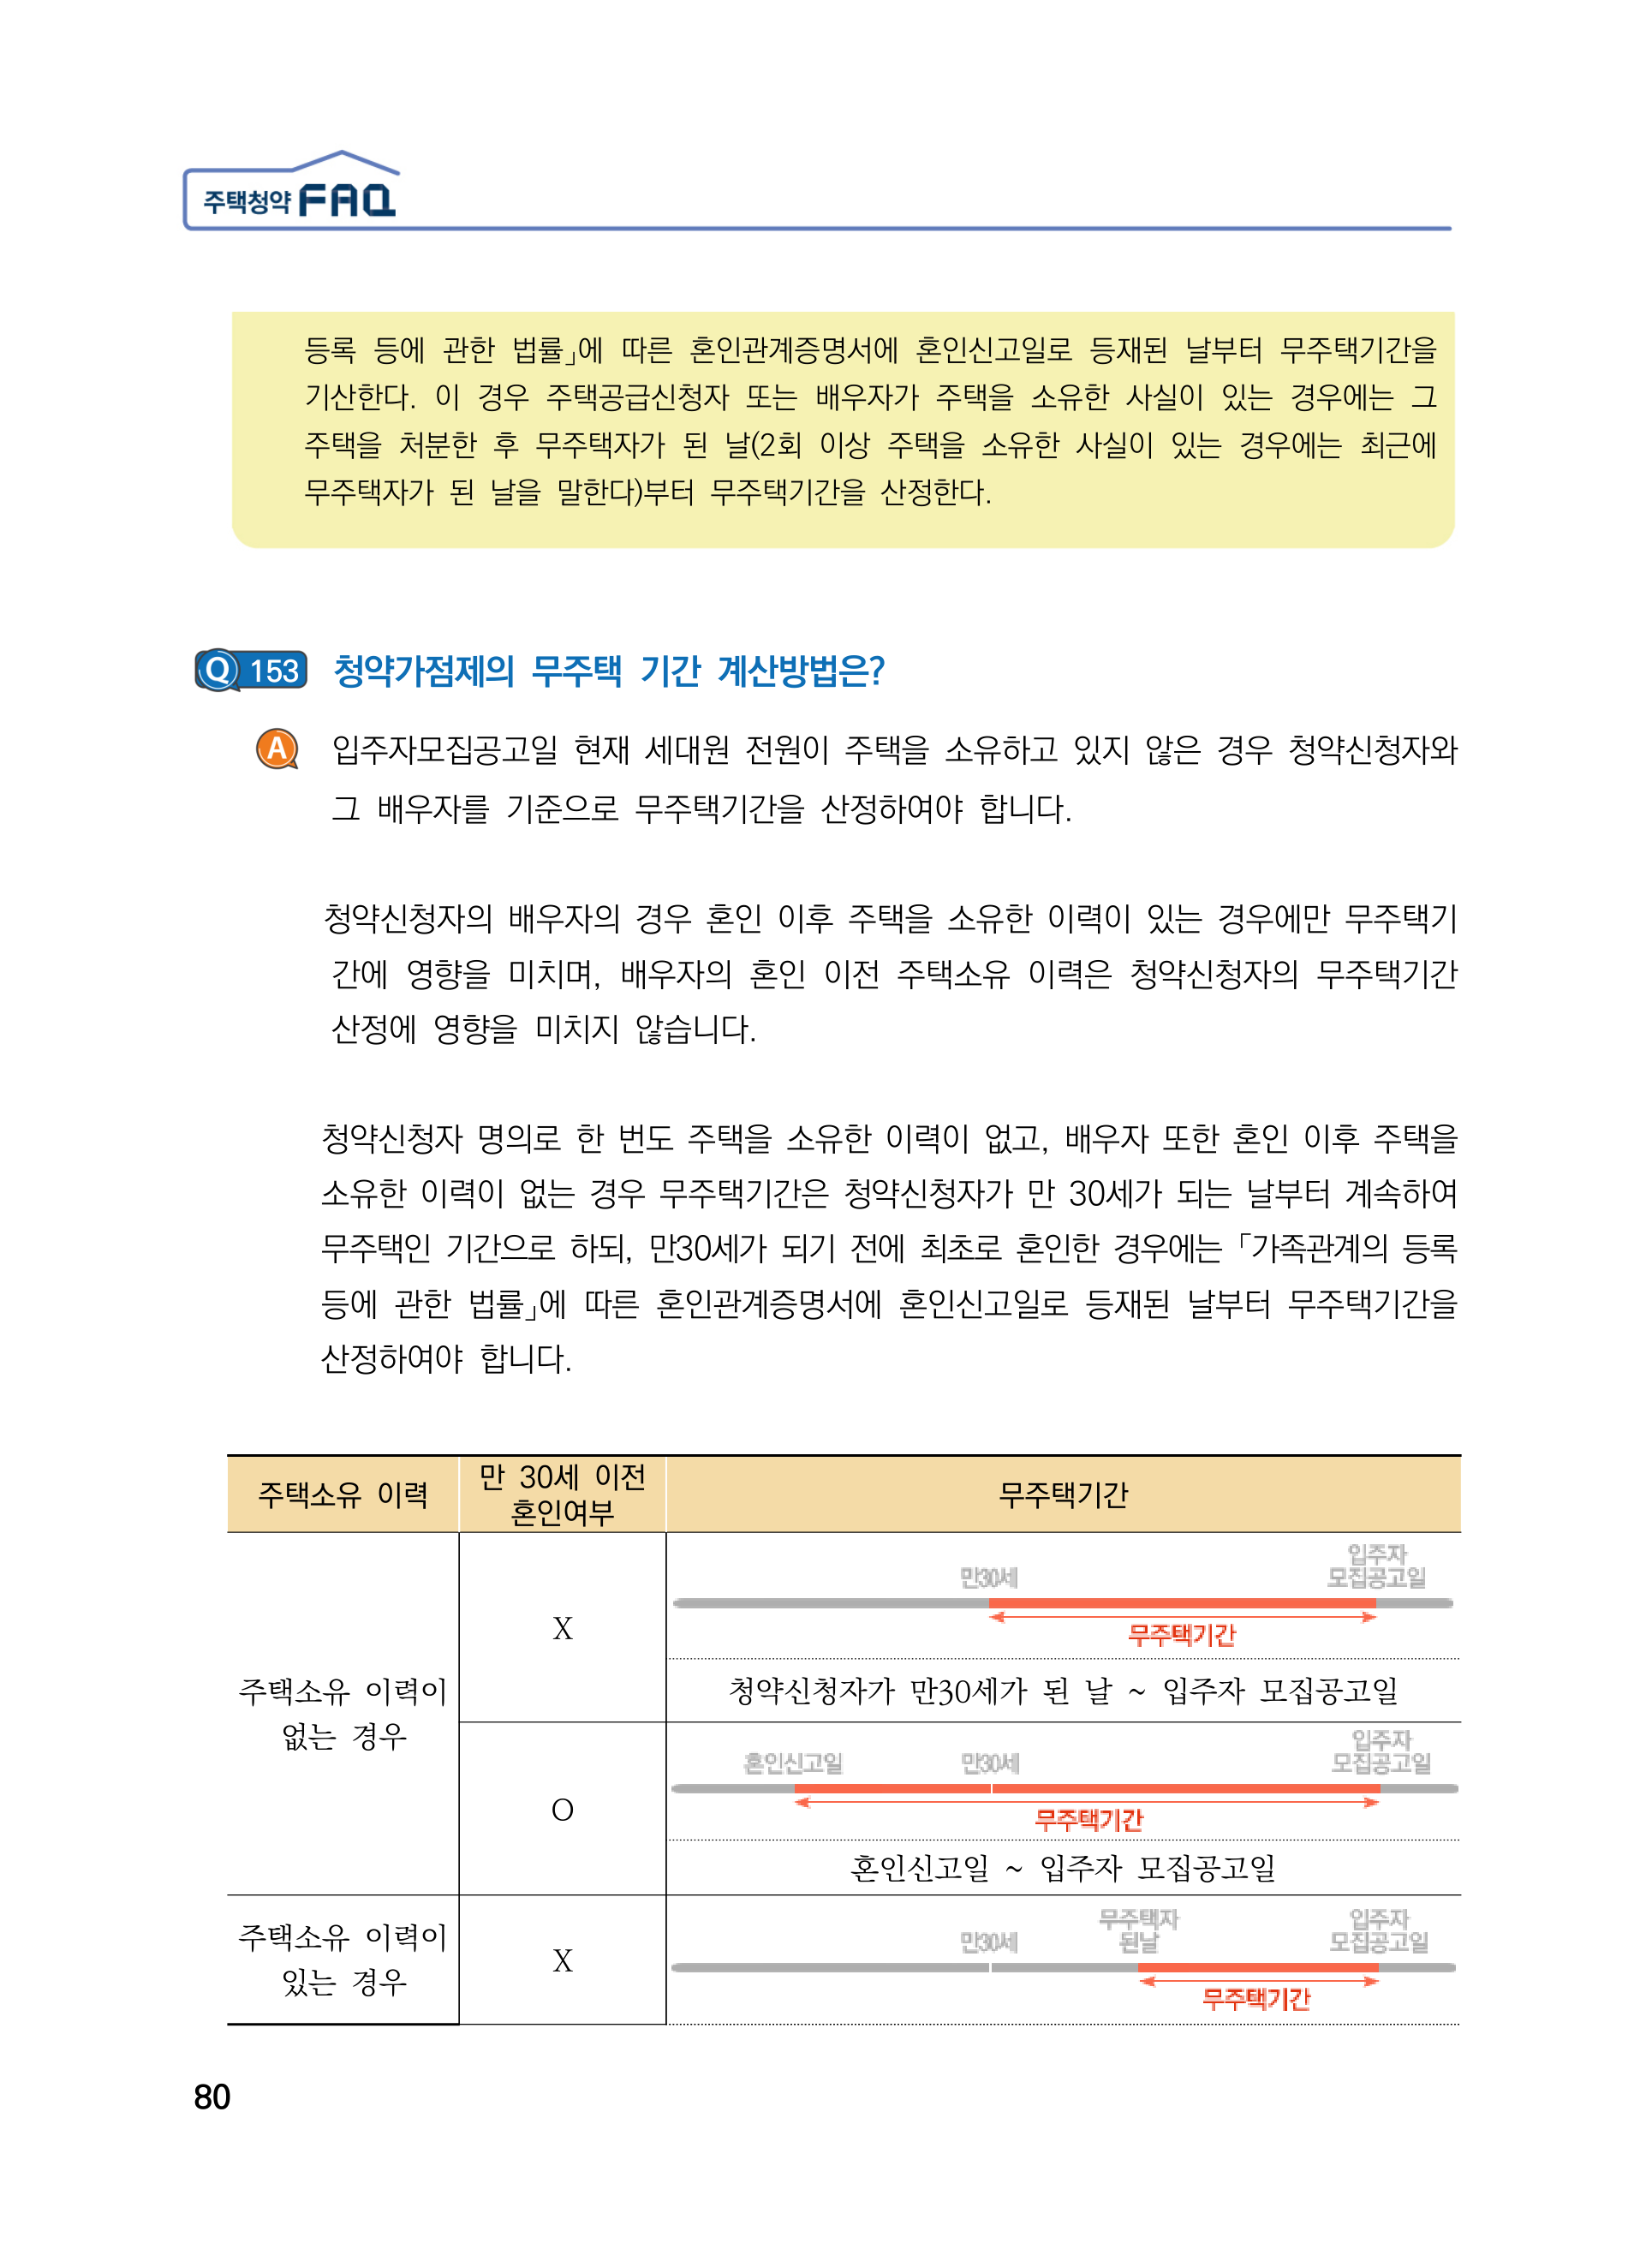 주택청약 FAQ
등록 등에 관한 법률」에 따른 혼인관계증명서에 혼인신고일로 등재된 날부터 무주택기간을
기산한다. 이 경우 주택공급신청자 또는 배우자가 주택을 소유한 사실이 있는 경우에는 그
주택을 처분한 후 무주택자가 된 날(2회 이상 주택을 소유한 사실이 있는 경우에는 최근에
무주택자가 된 날을 말한다)부터 무주택기간을 산정한다.
Q 153 청약가점제의 무주택 기간 계산방법은?
A 입주자모집공고일 현재 세대원 전원이 주택을 소유하고 있지 않은 경우 청약신청자와
그 배우자를 기준으로 무주택기간을 산정하여야 합니다.
청약신청자의 배우자의 경우 혼인 이후 주택을 소유한 이력이 있는 경우에만 무주택기
간에 영향을 미치며, 배우자의 혼인 이전 주택소유 이력은 청약신청자의 무주택기간
산정에 영향을 미치지 않습니다.
청약신청자 명의로 한 번도 주택을 소유한 이력이 없고, 배우자 또한 혼인 이후 주택을
소유한 이력이 없는 경우 무주택기간은 청약신청자가 만 30세가 되는 날부터 계속하여
무주택인 기간으로 하되, 만30세가 되기 전에 최초로 혼인한 경우에는 「가족관계의 등록
등에 관한 법률」에 따른 혼인관계증명서에 혼인신고일로 등재된 날부터 무주택기간을
산정하여야 합니다.
주택소유 이력
만 30세 이전
혼인여부
무주택기간
주택소유 이력이
없는 경우
X
만30세
입주자
모집공고일
무주택기간
청약신청자가 만30세가 된 날 ~ 입주자 모집공고일
O
혼인신고일
만30세
입주자
모집공고일
무주택기간
혼인신고일 ~ 입주자 모집공고일
주택소유 이력이
있는 경우
X
만30세
무주택자
된날
입주자
모집공고일
무주택기간
80